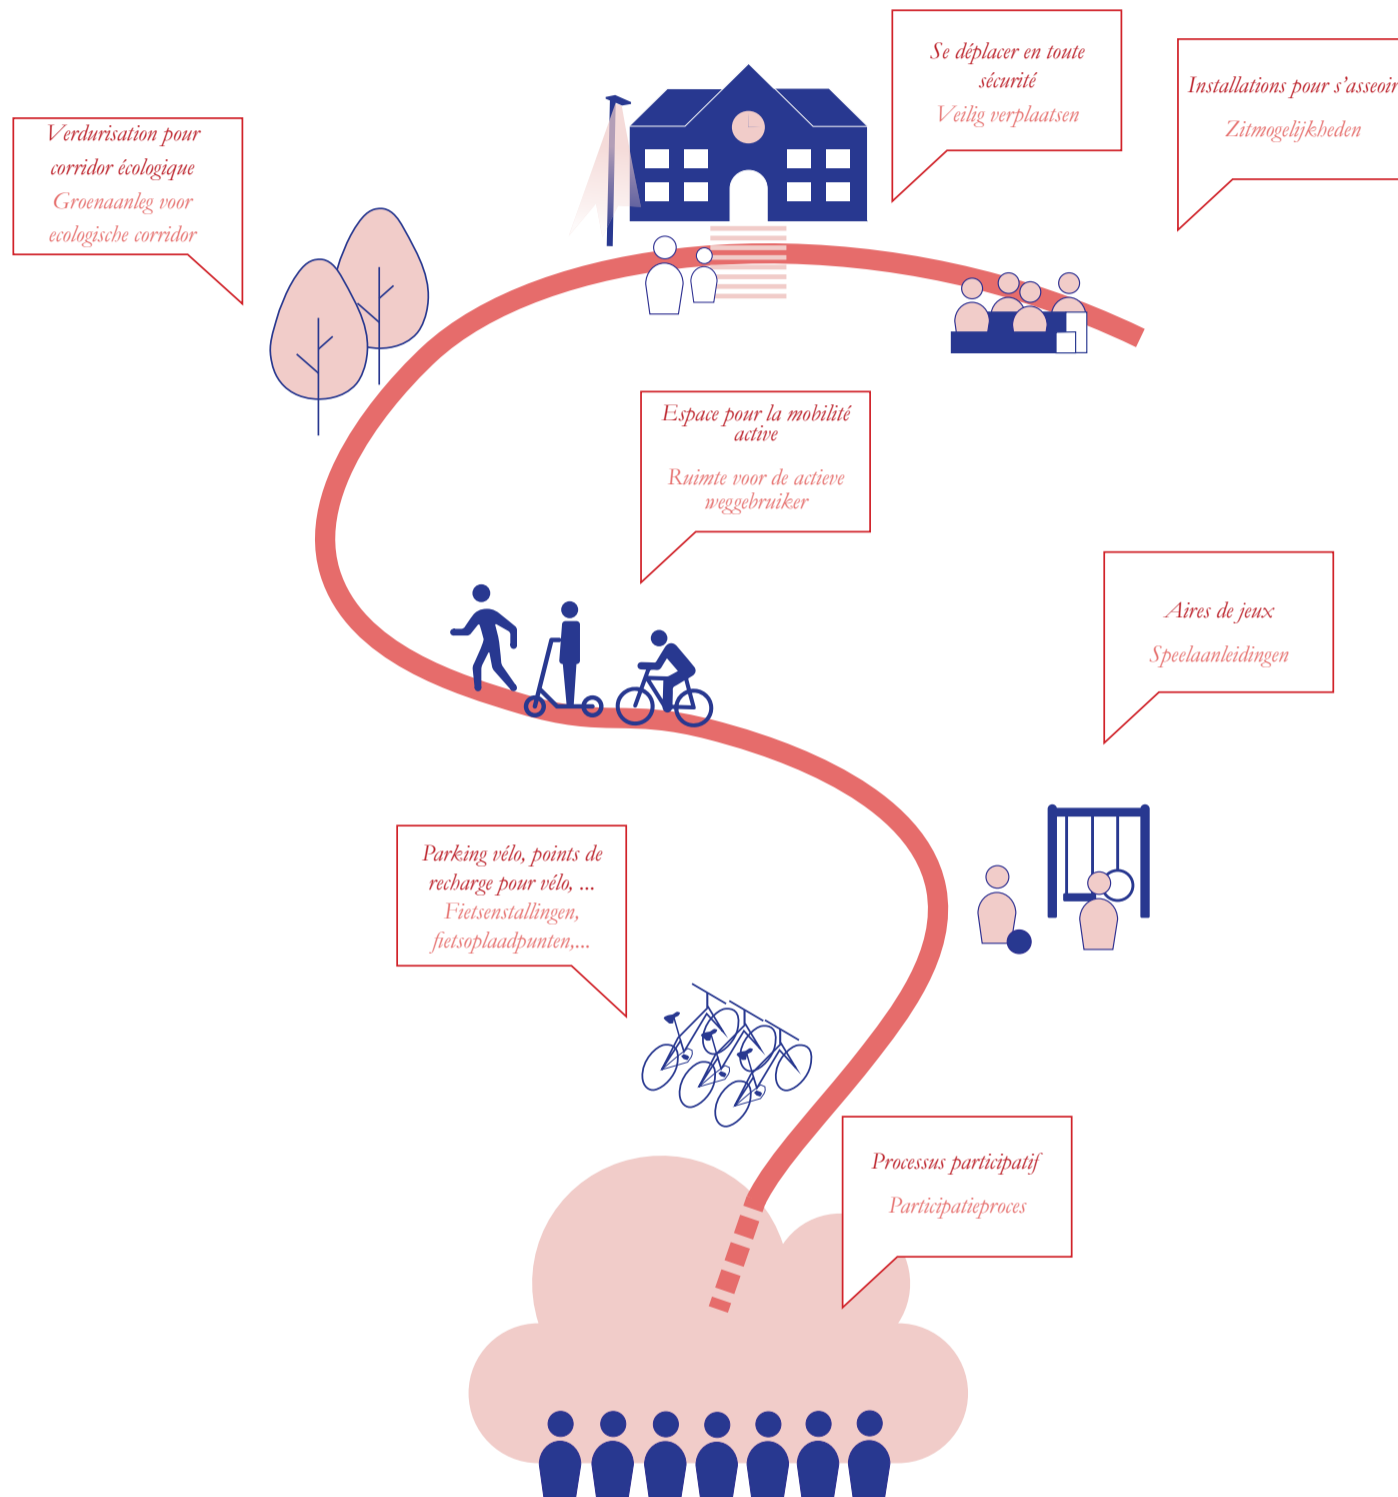 Se déplacer en toute
sécurité
Veilig verplaatsen
Installations pour s'asseoir
Zitmogelijkheden
Verdurisation pour
corridor écologique
Groenaanleg voor
ecologische corridor
Espace pour la mobilité
active
Ruimte voor de actieve
weggebruiker
Aires de jeux
Speelaanleidingen
Parking vélo, points de
recharge pour vélo, ...
Fietsenstallingen,
fietsoplaadpunten,...
Processus participatif
Participatieproces